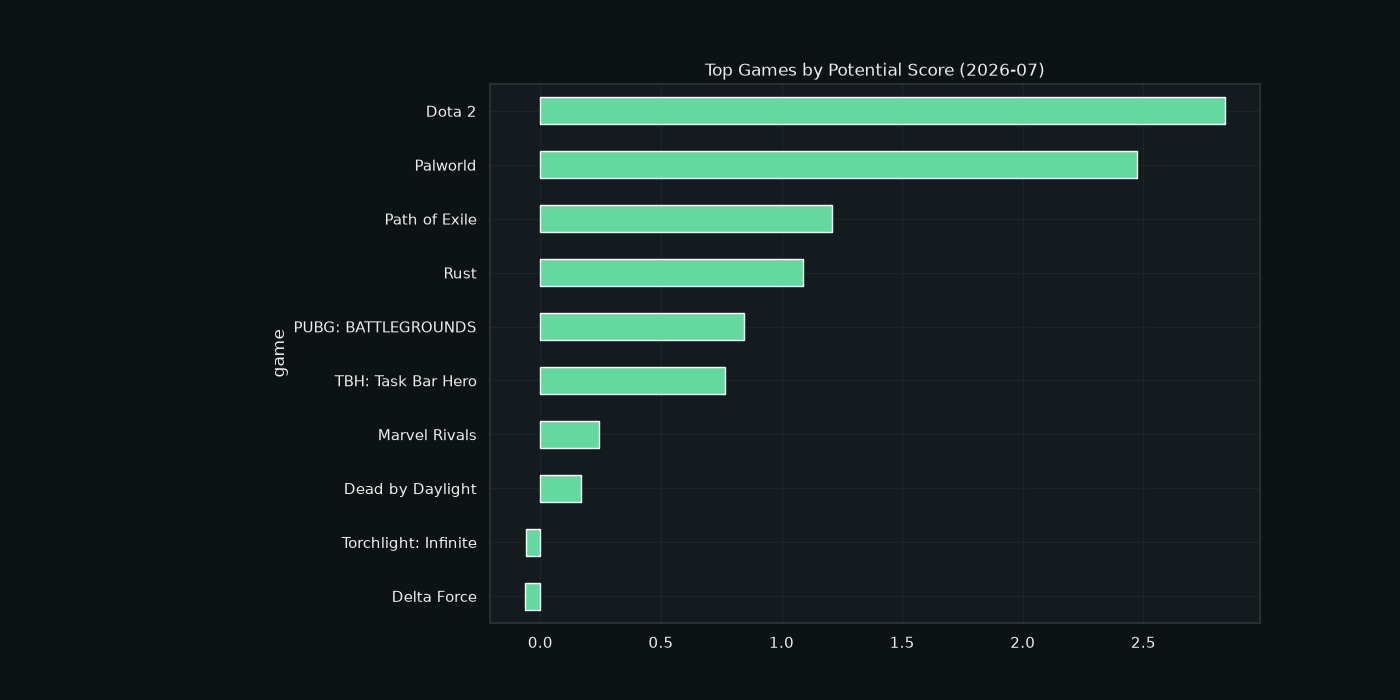 Top Games by Potential Score (2026-07)
Dota 2
Palworld
Path of Exile
Rust
PUBG: BATTLEGROUNDS
TBH: Task Bar Hero
Marvel Rivals
Dead by Daylight
Torchlight: Infinite
Delta Force
game
0.0 0.5 1.0 1.5 2.0 2.5